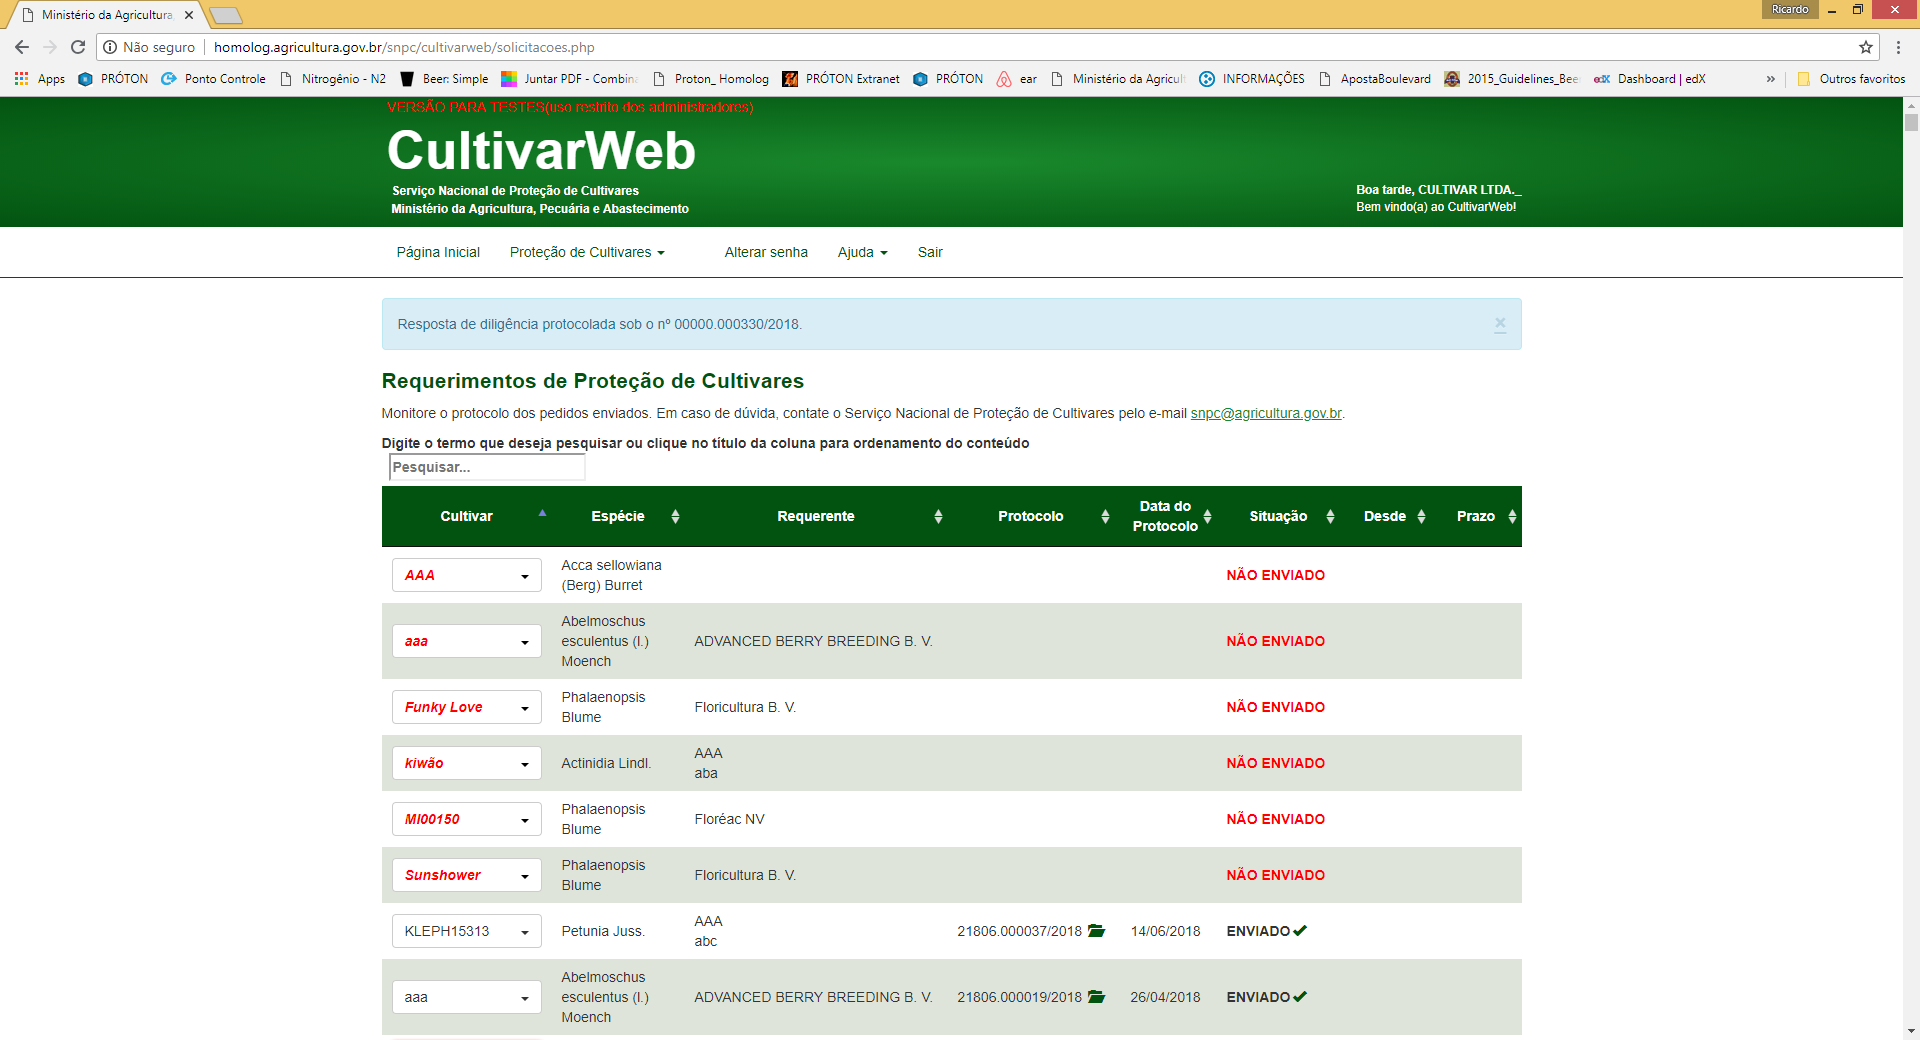 Ministério da Agricultura,
Ricardo
Não seguro
homolog.agricultura.gov.br/snpc/cultivarweb/solicitacoes.php
Apps
PRÓTON
Ponto Controle
Nitrogênio - N2
Beer: Simple
Juntar PDF - Combina
Proton_ Homolog
PRÓTON Extranet
PRÓTON
ear
Ministério da Agricult
INFORMAÇÕES
ApostaBoulevard
2015_Guidelines_Bee
edX
Dashboard | edX
»
Outros favoritos
VERSÃO PARA TESTES(uso restrito dos administradores)
CultivarWeb
Serviço Nacional de Proteção de Cultivares
Ministério da Agricultura, Pecuária e Abastecimento
Boa tarde, CULTIVAR LTDA._
Bem vindo(a) ao CultivarWeb!
Página Inicial
Proteção de Cultivares
Alterar senha
Ajuda
Sair
Resposta de diligência protocolada sob o nº 00000.000330/2018.
×
Requerimentos de Proteção de Cultivares
Monitore o protocolo dos pedidos enviados. Em caso de dúvida, contate o Serviço Nacional de Proteção de Cultivares pelo e-mail snpc@agricultura.gov.br.
Digite o termo que deseja pesquisar ou clique no título da coluna para ordenamento do conteúdo
Pesquisar...
Cultivar
Espécie
Requerente
Protocolo
Data do
Protocolo
Situação
Desde
Prazo
AAA
Acca sellowiana
(Berg) Burret
NÃO ENVIADO
aaa
Abelmoschus
esculentus (l.)
Moench
ADVANCED BERRY BREEDING B. V.
NÃO ENVIADO
Funky Love
Phalaenopsis
Blume
Floricultura B. V.
NÃO ENVIADO
kiwão
Actinidia Lindl.
AAA
aba
NÃO ENVIADO
MI00150
Phalaenopsis
Blume
Floréac NV
NÃO ENVIADO
Sunshower
Phalaenopsis
Blume
Floricultura B. V.
NÃO ENVIADO
KLEPH15313
Petunia Juss.
AAA
abc
21806.000037/2018
14/06/2018
ENVIADO
aaa
Abelmoschus
esculentus (l.)
Moench
ADVANCED BERRY BREEDING B. V.
21806.000019/2018
26/04/2018
ENVIADO